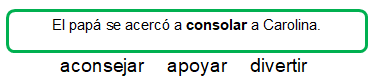 El papá se acercó a consolar a Carolina.
aconsejar apoyar divertir